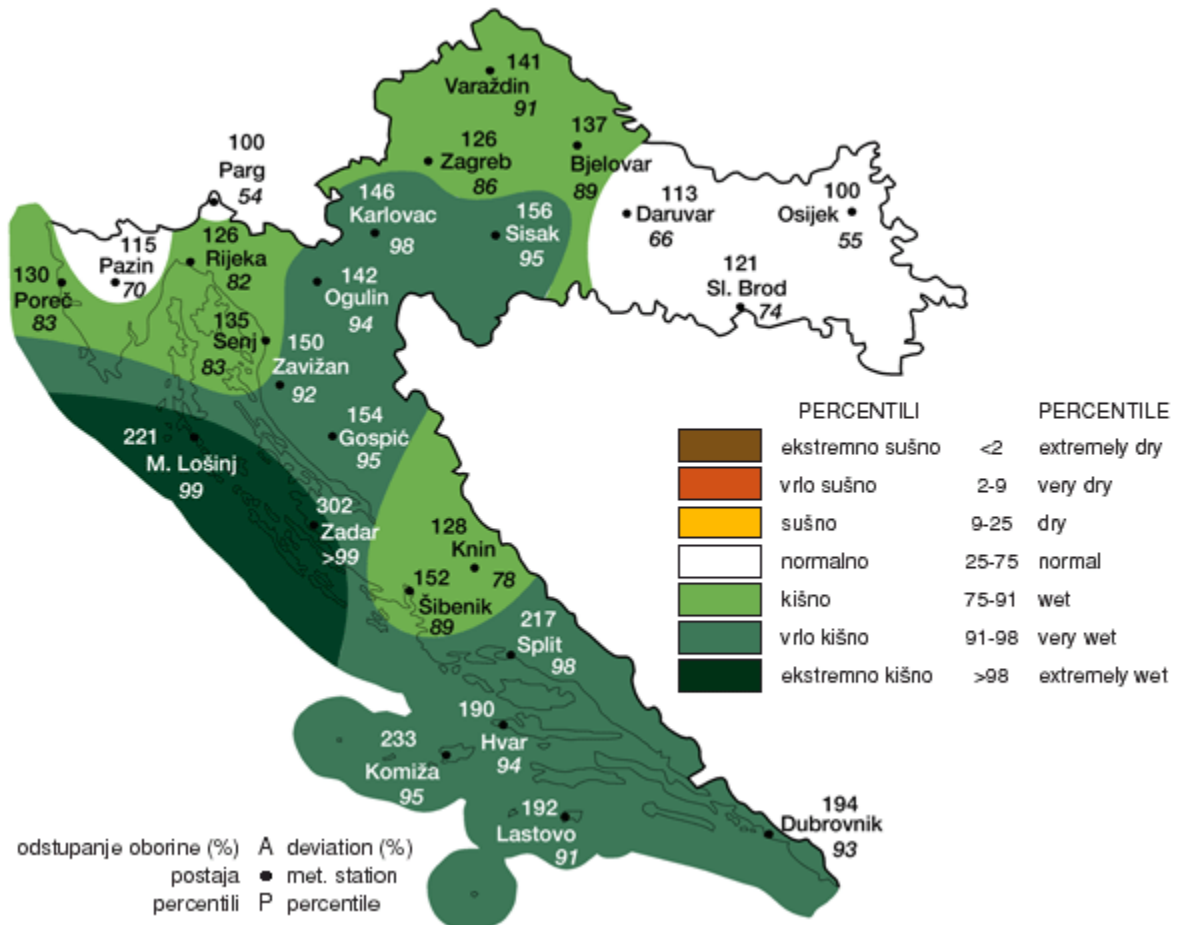 141
Varaždin
91
126
Zagreb
86
137
Bjelovar
89
100
Parg
54
146
Karlovac
98
156
Sisak
95
113
Daruvar
66
100
Osijek
55
115
Pazin
70
126
Rijeka
82
130
Poreč
83
142
Ogulin
94
121
Sl. Brod
74
135
Senj
83
150
Zavižan
92
154
Gospić
95
221
M. Lošinj
99
302
Zadar
>99
128
Knin
78
152
Šibenik
89
217
Split
98
190
Hvar
94
233
Komiža
95
192
Lastovo
91
194
Dubrovnik
93
PERCENTILI PERCENTILE
ekstremno sušno <2 extremely dry
vrlo sušno 2-9 very dry
sušno 9-25 dry
normalno 25-75 normal
kišno 75-91 wet
vrlo kišno 91-98 very wet
ekstremno kišno >98 extremely wet
odstupanje oborine (%) A deviation (%)
postaja met. station
percentili P percentile